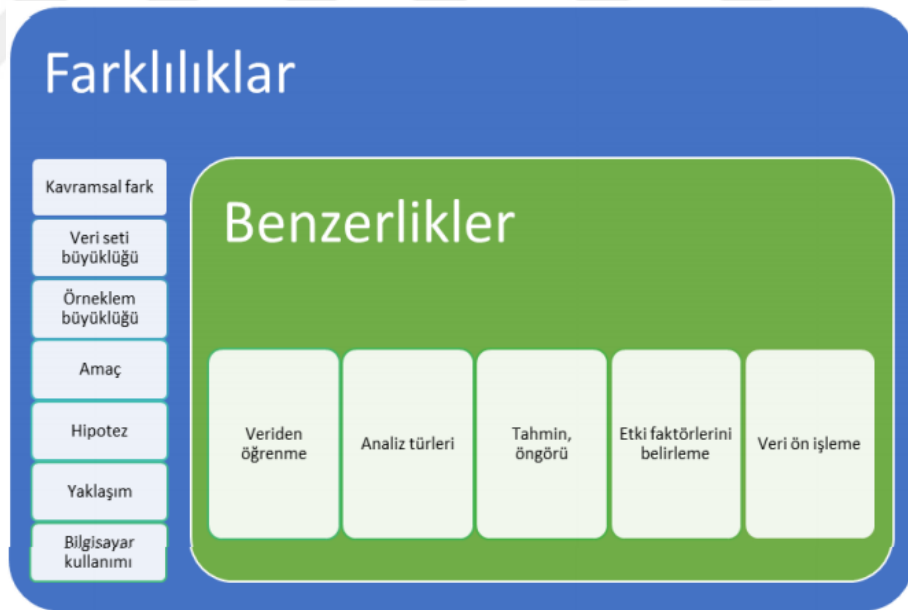 Farklılıklar
Kavramsal fark
Veri seti
büyüklüğü
Örneklem
büyüklüğü
Amaç
Hipotez
Yaklaşım
Bilgisayar
kullanımı
Benzerlikler
Veriden
öğrenme
Analiz türleri
Tahmin,
öngörü
Etki faktörlerini
belirleme
Veri ön işleme